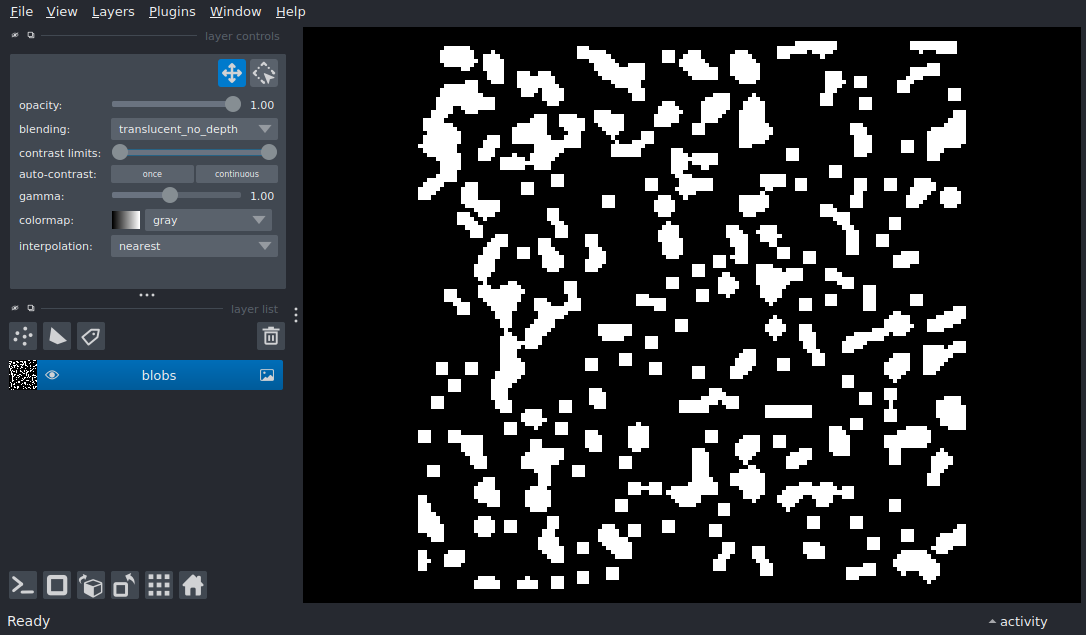 File View Layers Plugins Window Help
layer controls
opacity: 1.00
blending: translucent_no_depth
contrast limits:
auto-contrast: once continuous
gamma: 1.00
colormap: gray
interpolation: nearest
layer list
blobs
Ready activity